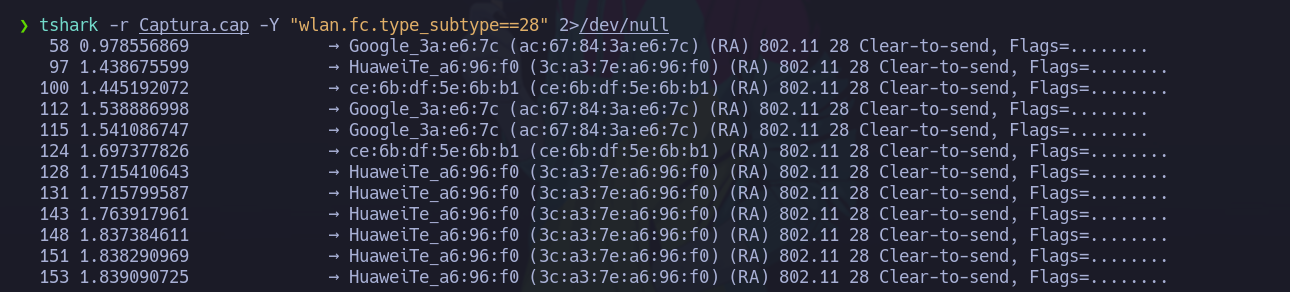 ❯ tshark -r Captura.cap -Y "wlan.fc.type_subtype==28" 2>/dev/null
58 0.978556869 → Google_3a:e6:7c (ac:67:84:3a:e6:7c) (RA) 802.11 28 Clear-to-send, Flags=........
97 1.438675599 → HuaweiTe_a6:96:f0 (3c:a3:7e:a6:96:f0) (RA) 802.11 28 Clear-to-send, Flags=........
100 1.445192072 → ce:6b:df:5e:6b:b1 (ce:6b:df:5e:6b:b1) (RA) 802.11 28 Clear-to-send, Flags=........
112 1.538886998 → Google_3a:e6:7c (ac:67:84:3a:e6:7c) (RA) 802.11 28 Clear-to-send, Flags=........
115 1.541086747 → Google_3a:e6:7c (ac:67:84:3a:e6:7c) (RA) 802.11 28 Clear-to-send, Flags=........
124 1.697377826 → ce:6b:df:5e:6b:b1 (ce:6b:df:5e:6b:b1) (RA) 802.11 28 Clear-to-send, Flags=........
128 1.715410643 → HuaweiTe_a6:96:f0 (3c:a3:7e:a6:96:f0) (RA) 802.11 28 Clear-to-send, Flags=........
131 1.715799587 → HuaweiTe_a6:96:f0 (3c:a3:7e:a6:96:f0) (RA) 802.11 28 Clear-to-send, Flags=........
143 1.763917961 → HuaweiTe_a6:96:f0 (3c:a3:7e:a6:96:f0) (RA) 802.11 28 Clear-to-send, Flags=........
148 1.837384611 → HuaweiTe_a6:96:f0 (3c:a3:7e:a6:96:f0) (RA) 802.11 28 Clear-to-send, Flags=........
151 1.838290969 → HuaweiTe_a6:96:f0 (3c:a3:7e:a6:96:f0) (RA) 802.11 28 Clear-to-send, Flags=........
153 1.839090725 → HuaweiTe_a6:96:f0 (3c:a3:7e:a6:96:f0) (RA) 802.11 28 Clear-to-send, Flags=........